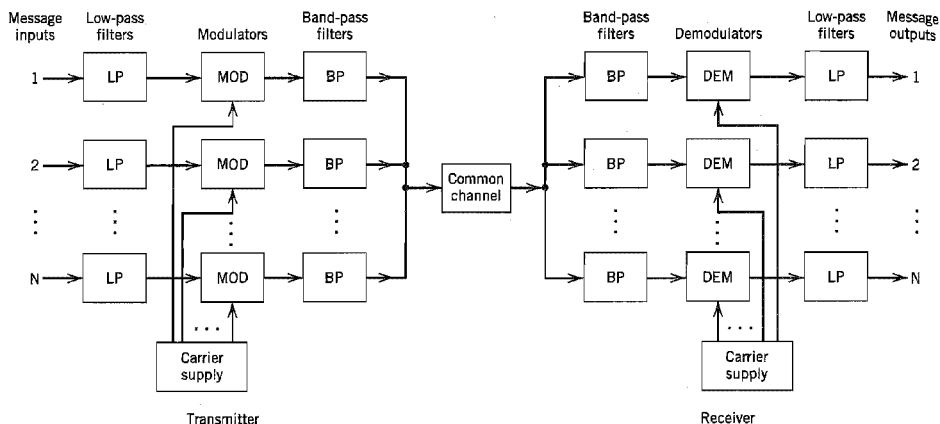 Message inputs
Low-pass filters
Modulators
Band-pass filters
Band-pass filters
Demodulators
Low-pass filters
Message outputs
1
LP
MOD
BP
BP
DEM
LP
1
2
LP
MOD
BP
Common channel
BP
DEM
LP
2
N
LP
MOD
BP
BP
DEM
LP
N
Carrier supply
Carrier supply
Transmitter
Receiver